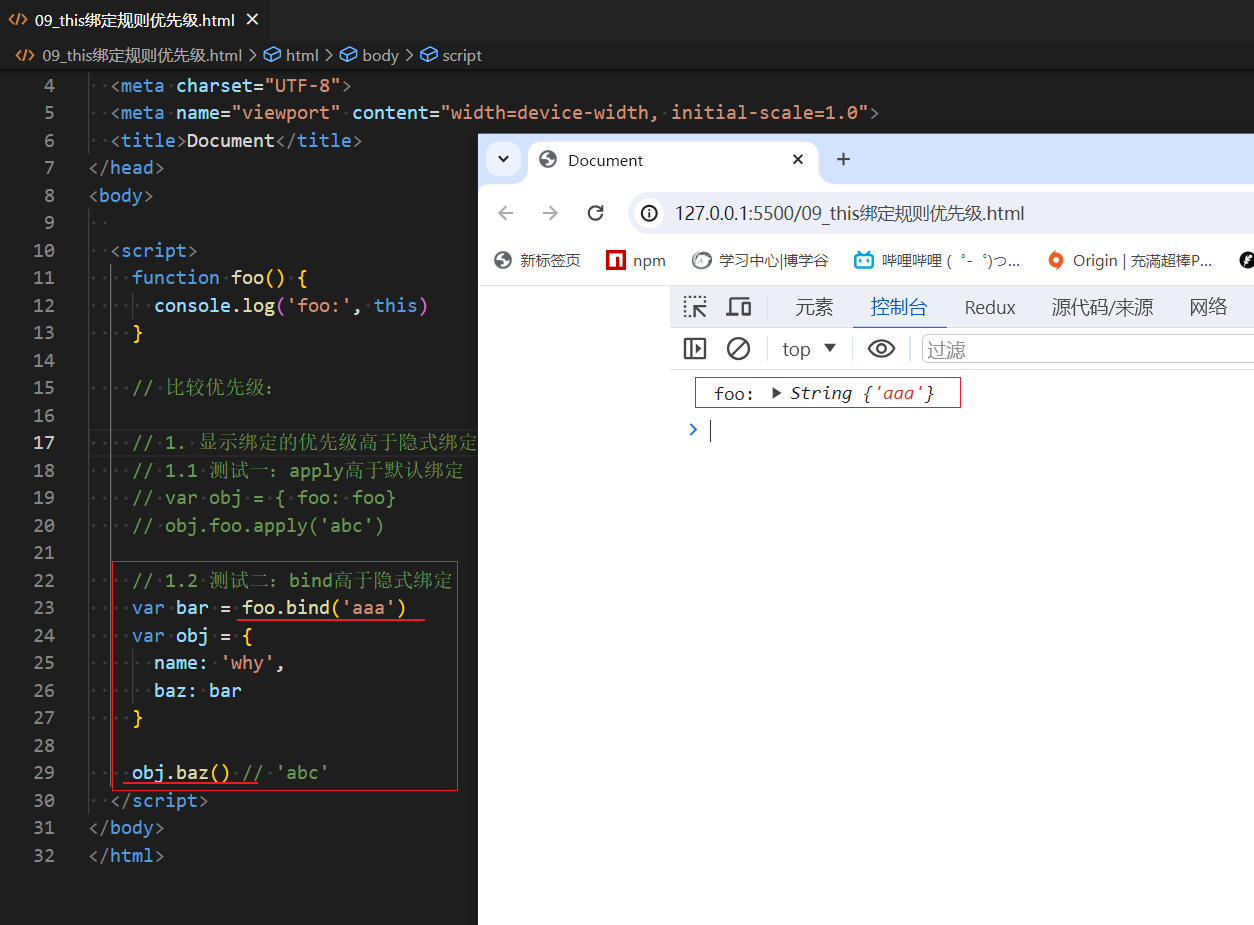 09_this绑定规则优先级.html
09_this绑定规则优先级.html > html > body > script
4 <meta charset="UTF-8">
5 <meta name="viewport" content="width=device-width, initial-scale=1.0">
6 <title>Document</title>
7 </head>
8 <body>
9
10 <script>
11 function foo() {
12 console.log('foo:', this)
13 }
14
15 // 比较优先级:
16
17 // 1. 显示绑定的优先级高于隐式绑定
18 // 1.1 测试一: apply高于默认绑定
19 // var obj = { foo: foo}
20 // obj.foo.apply('abc')
21
22 // 1.2 测试二: bind高于隐式绑定
23 var bar = foo.bind('aaa')
24 var obj = {
25 name: 'why',
26 baz: bar
27 }
28
29 obj.baz() // 'abc'
30 </script>
31 </body>
32 </html>
Document
127.0.0.1:5500/09_this绑定规则优先级.html
新标签页 npm 学习中心|博学谷 哔哩哔哩 (゜-゜)つ... Origin | 充满超棒P...
元素 控制台 Redux 源代码/来源 网络
top 过滤
foo: String {'aaa'}